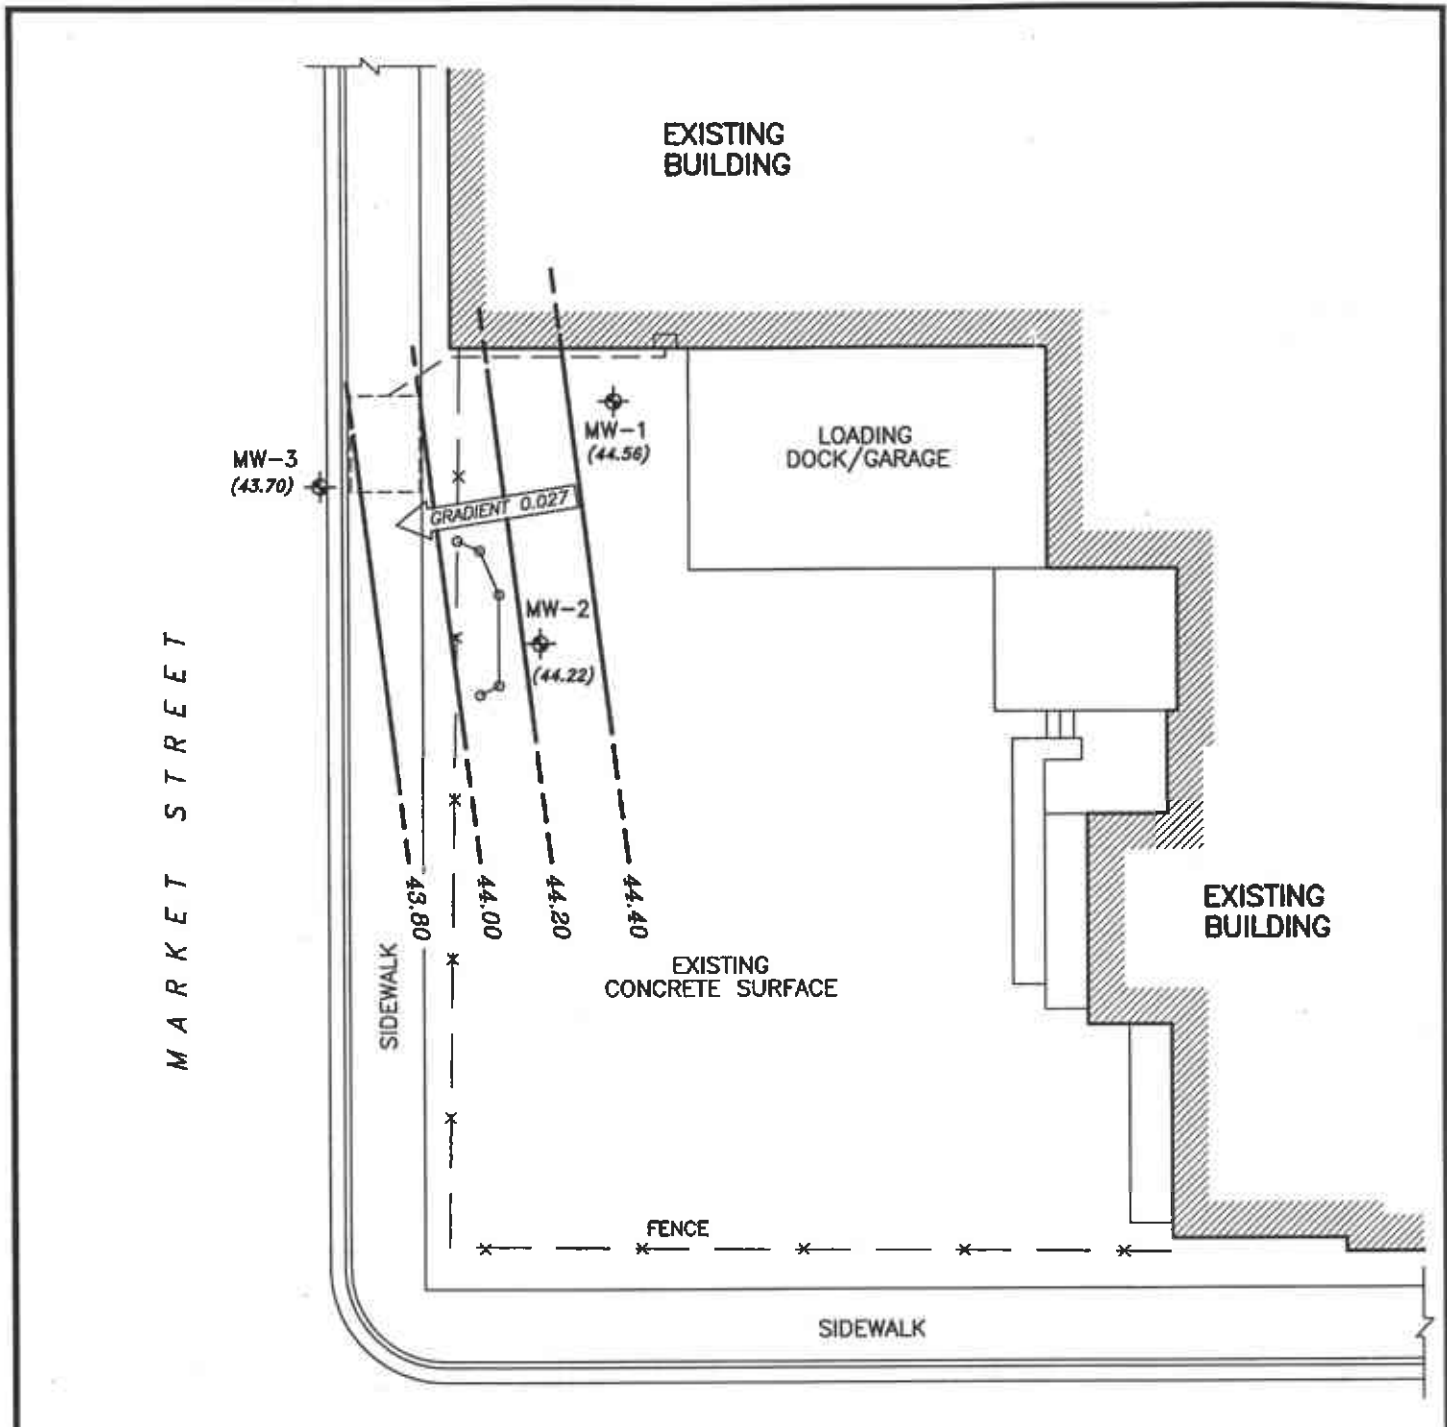 EXISTING
BUILDING
MW-1
(44.56)
LOADING
DOCK/GARAGE
MW-3
(43.70)
GRADIENT 0.027
MW-2
(44.22)
MARKET STREET
43.80
44.00
44.20
44.40
EXISTING
BUILDING
SIDEWALK
EXISTING
CONCRETE SURFACE
FENCE
SIDEWALK